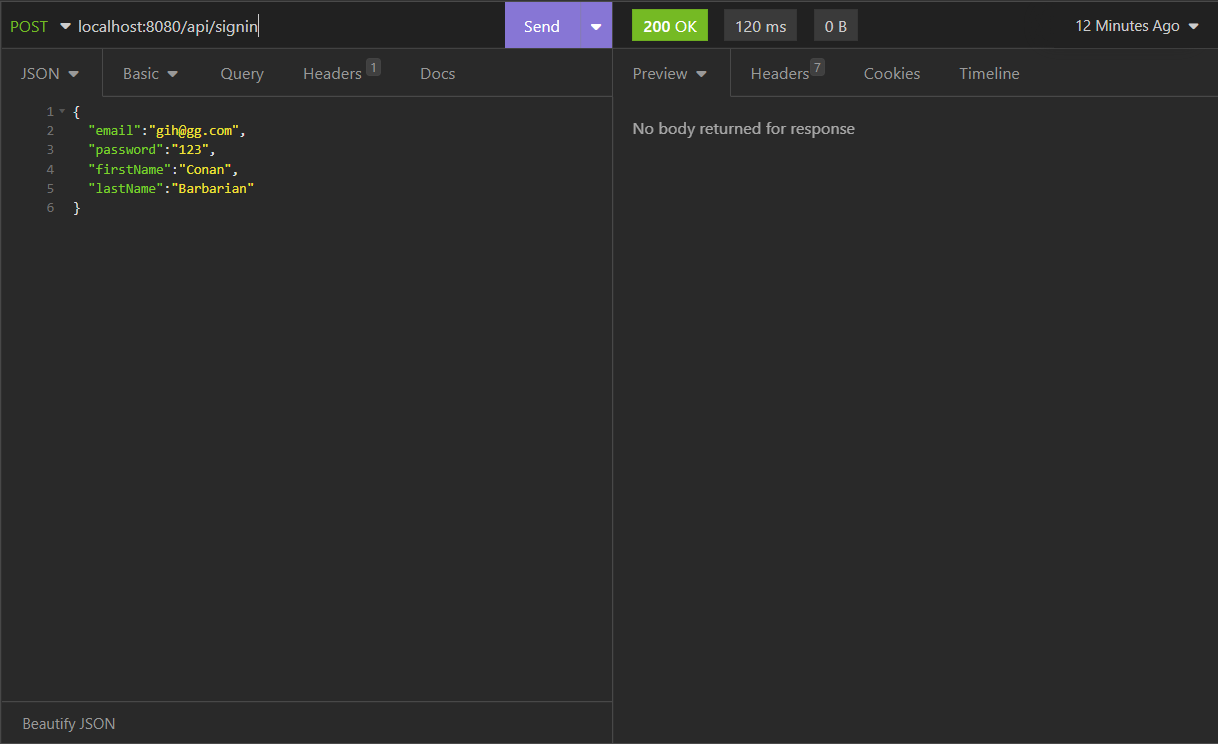 POST localhost:8080/api/signin Send 200 OK 120 ms 0 B 12 Minutes Ago
JSON Basic Query Headers 1 Docs Preview Headers 7 Cookies Timeline
1 {
2 "email":"gih@gg.com",
3 "password":"123",
4 "firstName":"Conan",
5 "lastName":"Barbarian"
6 }
No body returned for response
Beautify JSON